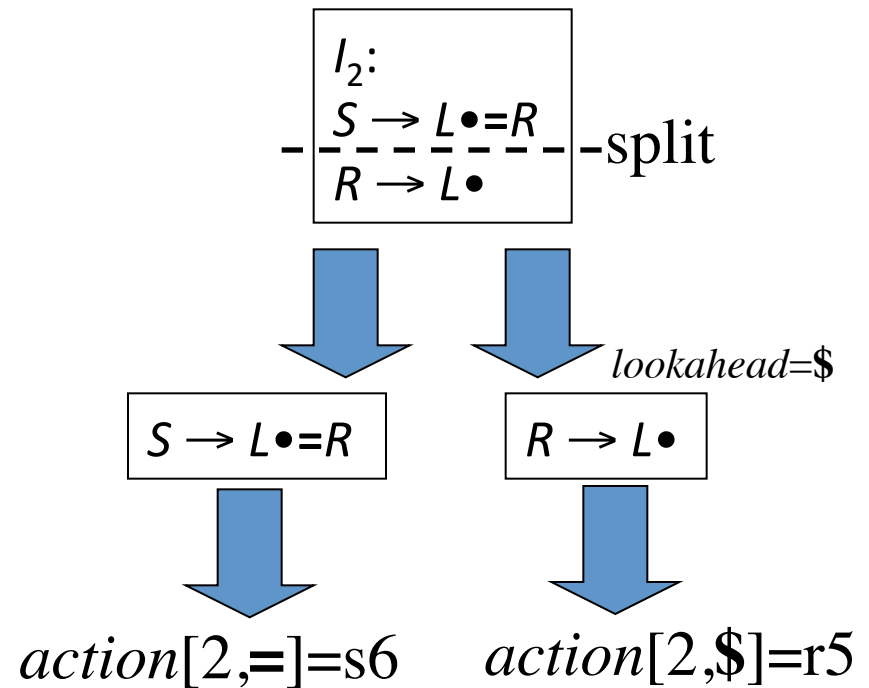 I₂:
S → L•=R
split
R → L•
lookahead=$
S → L•=R
R → L•
action[2,=]=s6
action[2,$]=r5